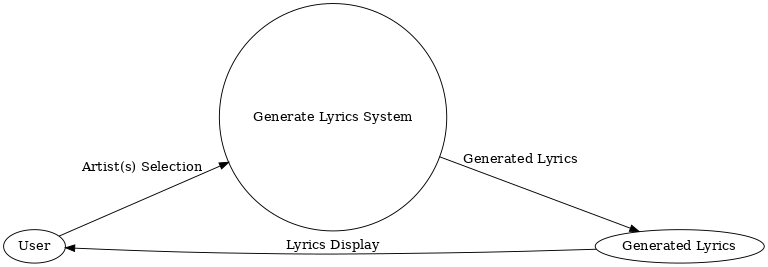 Generate Lyrics System
Artist(s) Selection
Generated Lyrics
User
Lyrics Display
Generated Lyrics